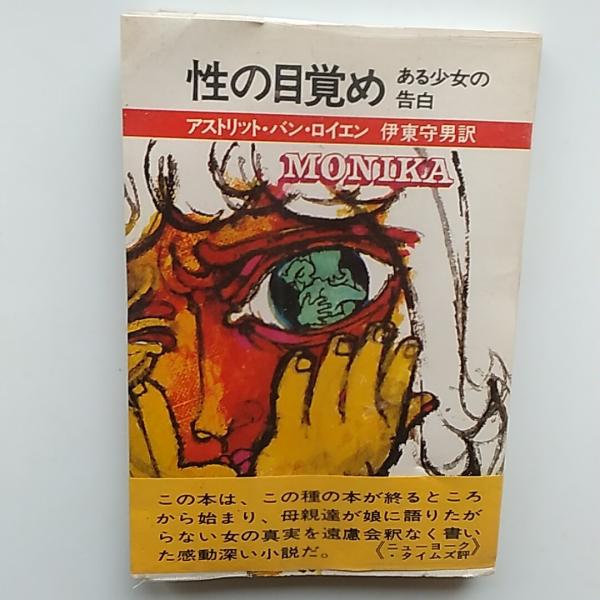 性の目覚め ある少女の
告白
アストリット・バン・ロイエン 伊東守男訳
MONIKA
この本は、この種の本が終るところ
から始まり、母親達が娘に語りたが
らない女の真実を遠慮会釈なく書い
た感動深い小説だ。《ニューヨーク
・タイムズ評》